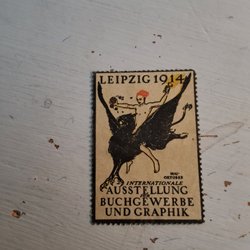 LEIPZIG 1914
MAI-
OKTOBER
INTERNATIONALE
AUSSTELLUNG
FÜR
BUCHGEWERBE
UND GRAPHIK